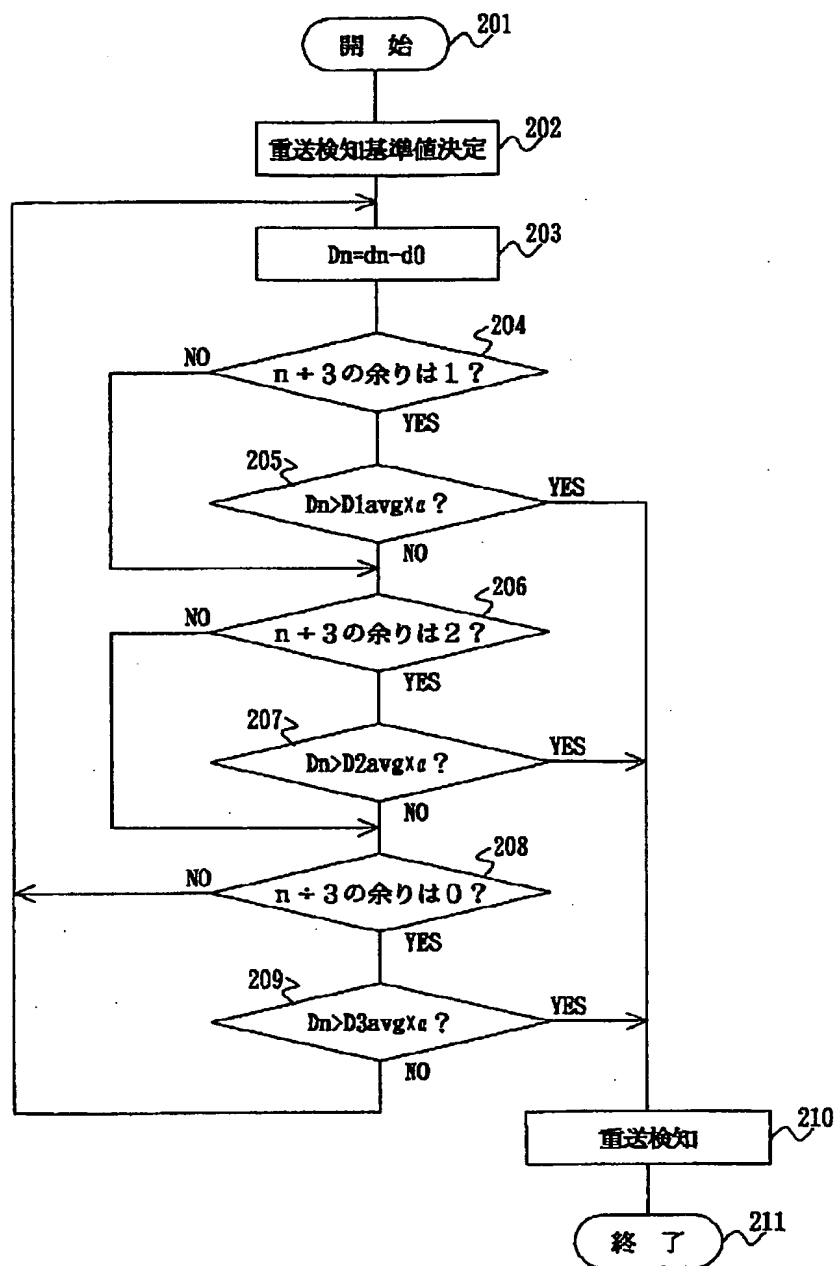 開 始
201
重送検知基準値決定
202
Dn=dn-d0
203
204
NO
n÷3の余りは1?
YES
205
Dn>D1avg×α?
YES
NO
206
NO
n÷3の余りは2?
YES
207
Dn>D2avg×α?
YES
NO
208
NO
n÷3の余りは0?
YES
209
Dn>D3avg×α?
YES
NO
210
重送検知
終 了
211